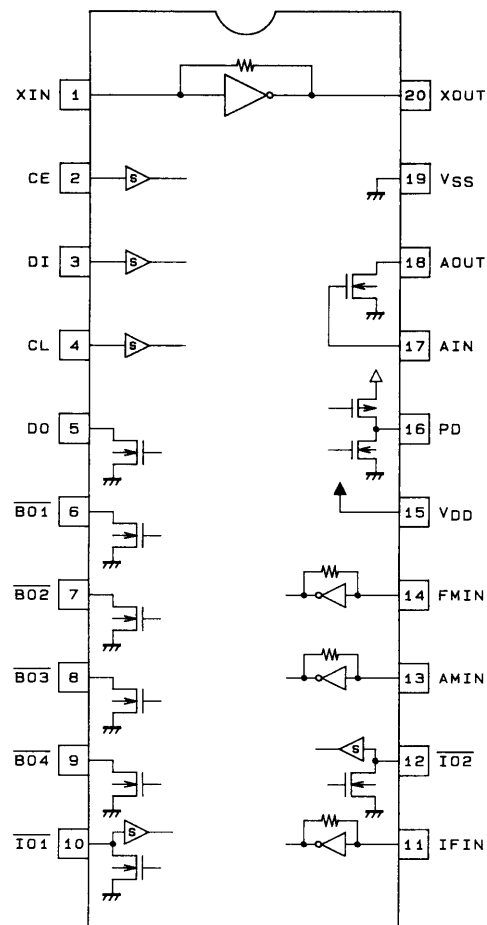 XIN 1 20 XOUT
CE 2 S 19 VSS
DI 3 S 18 AOUT
CL 4 S 17 AIN
DO 5 16 PD
BO1 6 15 VDD
BO2 7 14 FMIN
BO3 8 13 AMIN
BO4 9 S 12 IO2
IO1 10 S 11 IFIN